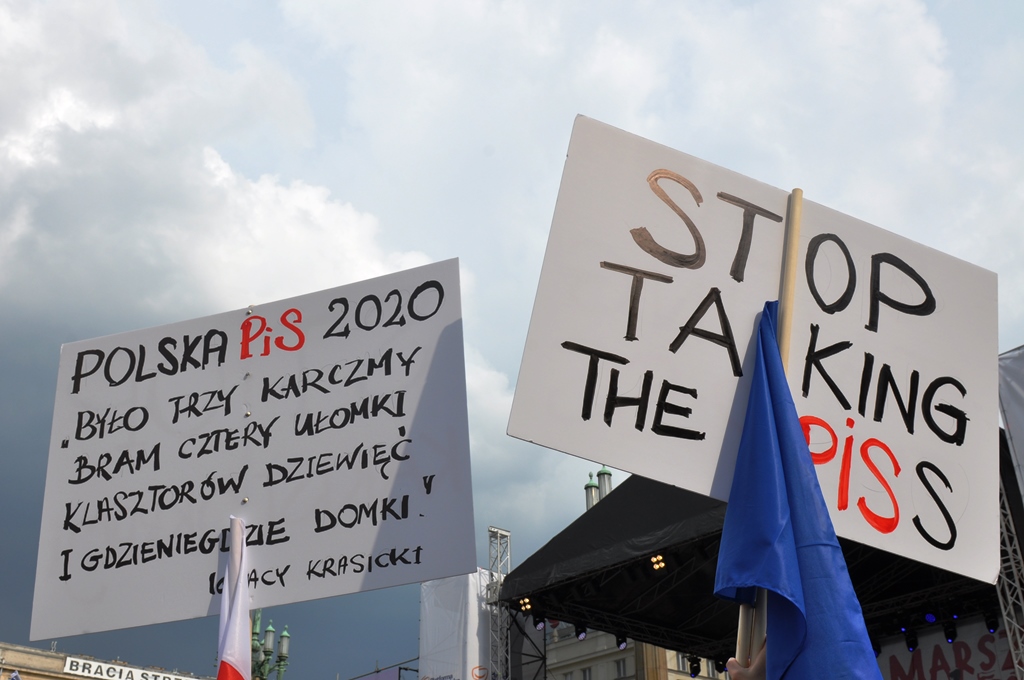 POLSKA PiS 2020
„BYŁO TRZY KARCZMY
BRAM CZTERY UŁOMKI
KLASZTORÓW DZIEWIĘĆ
I GDZIENIEGDZIE DOMKI."
IGNACY KRASICKI
STOP
TAKING
THE PiSS
BRACIA
MARSZ